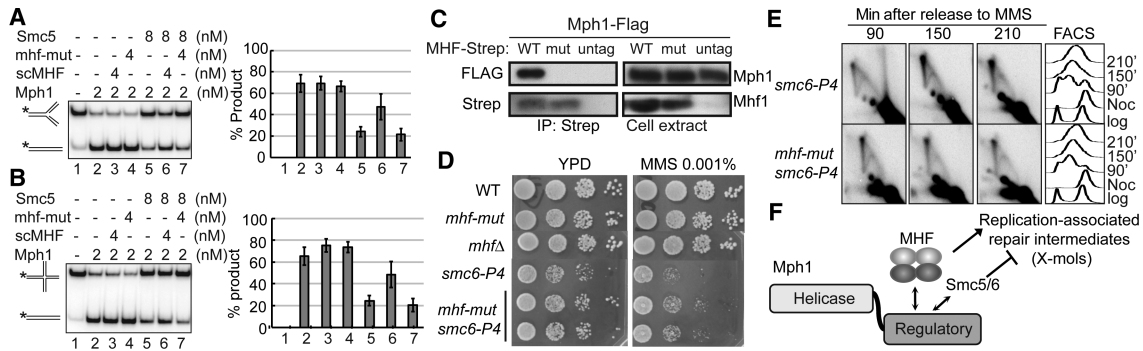 A
Smc5 - - - - 8 8 8 (nM)
mhf-mut - - - 4 - - 4 (nM)
scMHF - - 4 - - 4 - (nM)
Mph1 - 2 2 2 2 2 2 (nM)
*
*
1 2 3 4 5 6 7
% Product
100
80
60
40
20
0
1 2 3 4 5 6 7
B
Smc5 - - - - 8 8 8 (nM)
mhf-mut - - - 4 - - 4 (nM)
scMHF - - 4 - - 4 - (nM)
Mph1 - 2 2 2 2 2 2 (nM)
*
*
1 2 3 4 5 6 7
% product
100
80
60
40
20
0
1 2 3 4 5 6 7
C
Mph1-Flag
MHF-Strep: WT mut untag WT mut untag
FLAG Mph1
Strep Mhf1
IP: Strep Cell extract
D
YPD MMS 0.001%
WT
mhf-mut
mhfΔ
smc6-P4
mhf-mut
smc6-P4
E
Min after release to MMS
90 150 210 FACS
smc6-P4
210'
150'
90'
Noc
log
mhf-mut
smc6-P4
210'
150'
90'
Noc
log
F
Replication-associated
repair intermediates
(X-mols)
MHF
Smc5/6
Mph1
Helicase
Regulatory